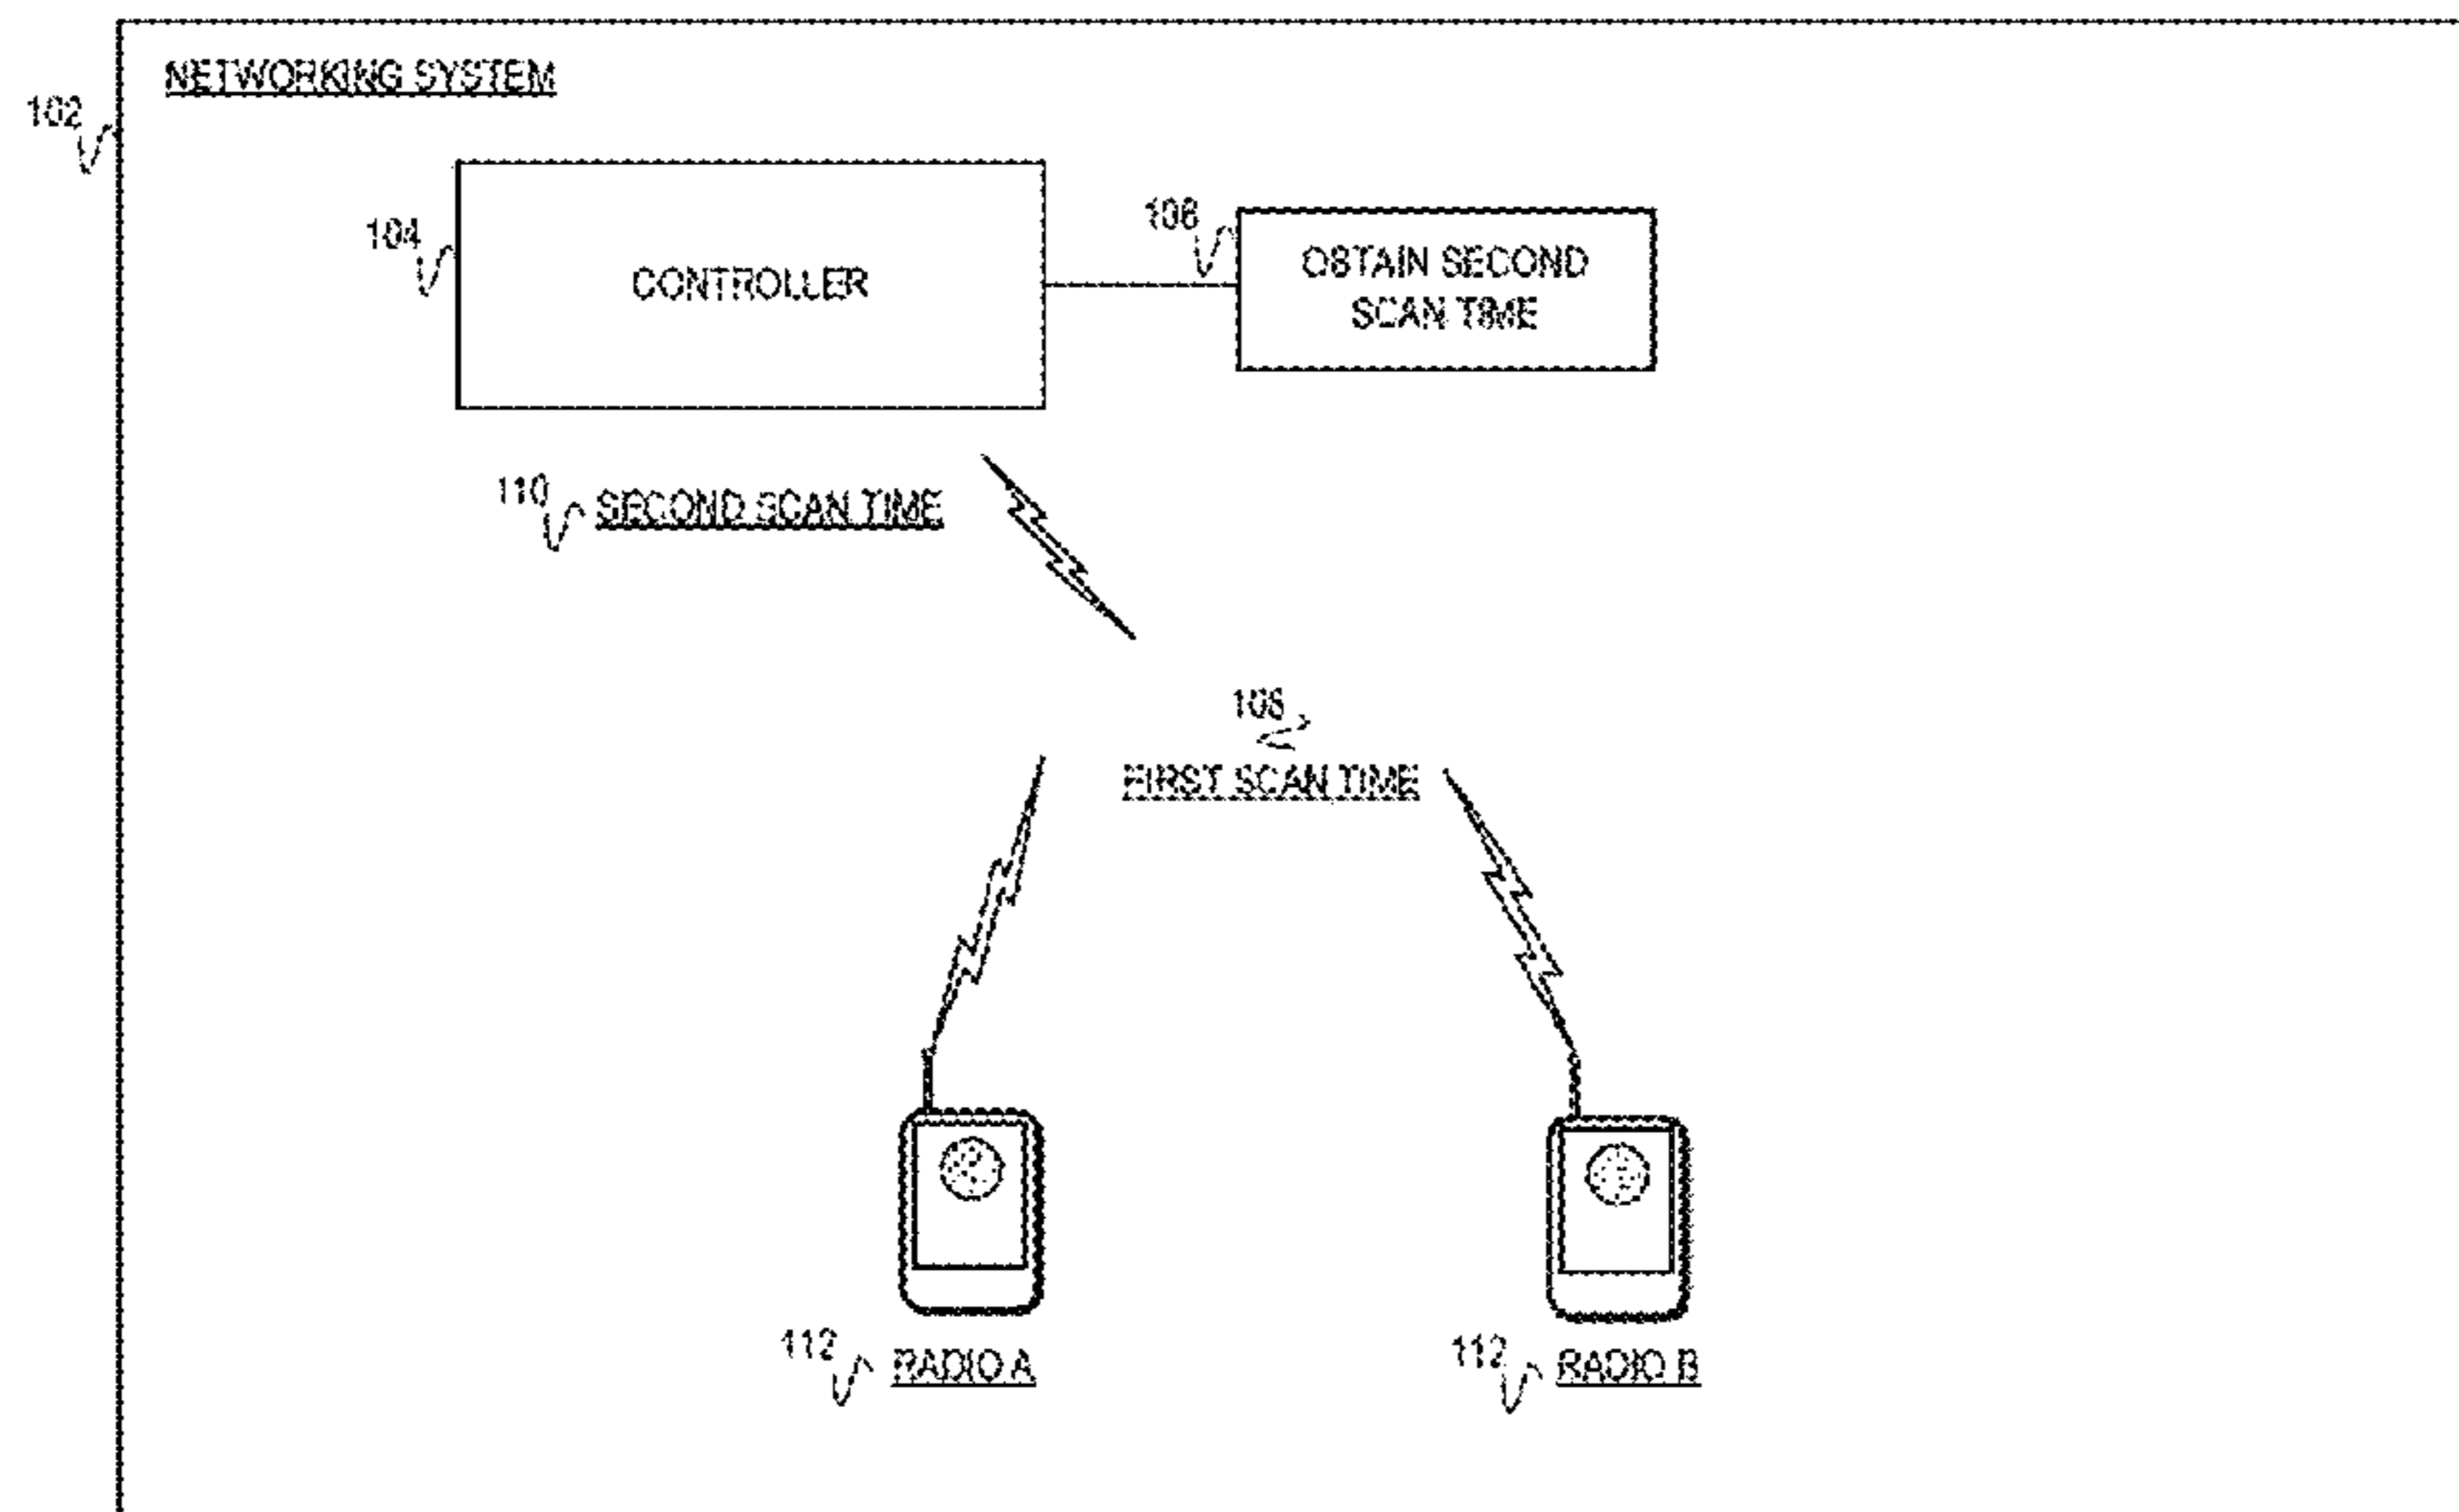 NETWORKING SYSTEM
102
104
CONTROLLER
106
OBTAIN SECOND
SCAN TIME
110
SECOND SCAN TIME
108
FIRST SCAN TIME
112
RADIO A
112
RADIO B